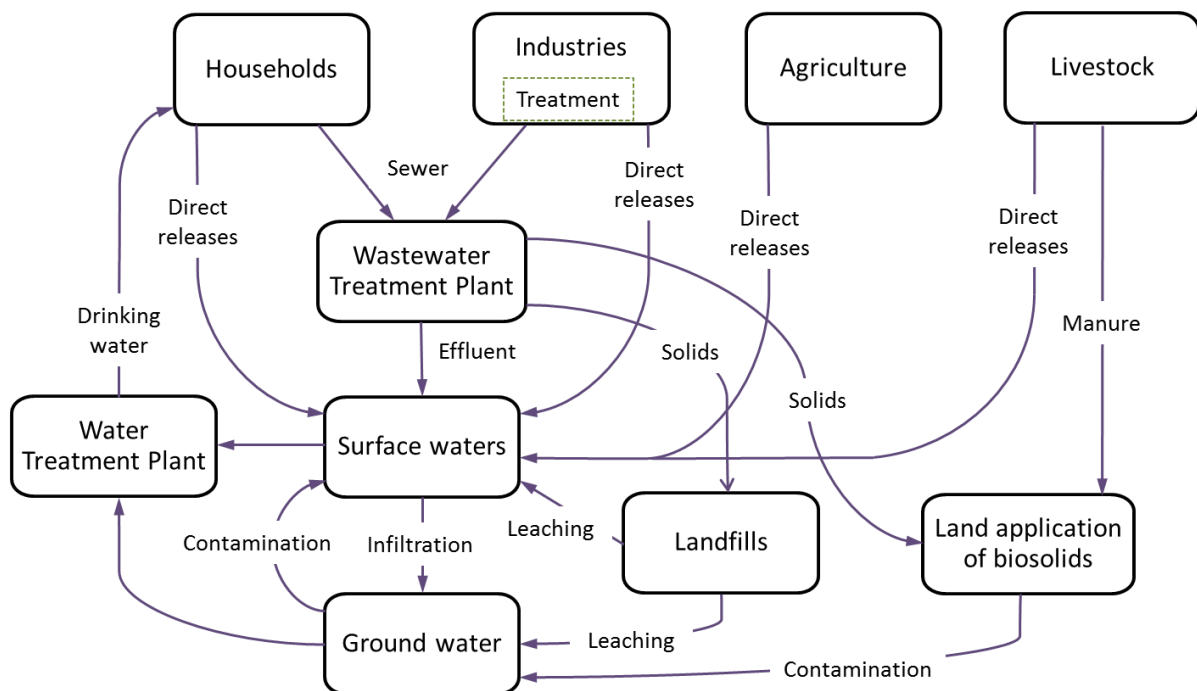 Households
Industries
Treatment
Agriculture
Livestock
Sewer
Direct
releases
Direct
releases
Direct
releases
Direct
releases
Wastewater
Treatment Plant
Drinking
water
Effluent
Solids
Manure
Solids
Water
Treatment Plant
Surface waters
Contamination
Infiltration
Leaching
Landfills
Land application
of biosolids
Ground water
Leaching
Contamination